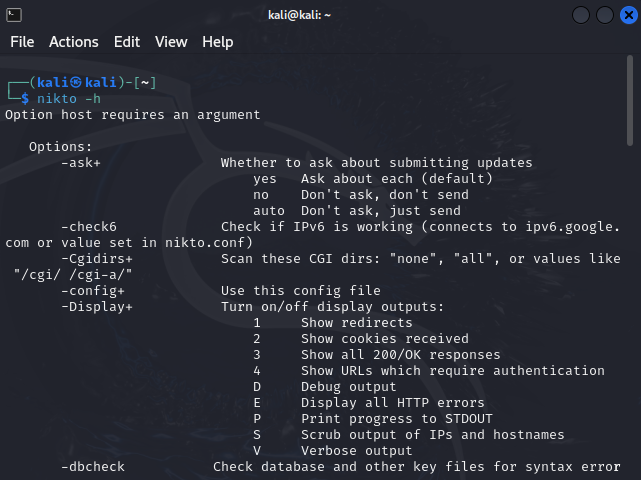 kali@kali: ~
File Actions Edit View Help
┌──(kali㉿kali)-[~]
└─$ nikto -h
Option host requires an argument
Options:
-ask+ Whether to ask about submitting updates
yes Ask about each (default)
no Don't ask, don't send
auto Don't ask, just send
-check6 Check if IPv6 is working (connects to ipv6.google.
com or value set in nikto.conf)
-Cgidirs+ Scan these CGI dirs: "none", "all", or values like
"/cgi/ /cgi-a/"
-config+ Use this config file
-Display+ Turn on/off display outputs:
1 Show redirects
2 Show cookies received
3 Show all 200/OK responses
4 Show URLs which require authentication
D Debug output
E Display all HTTP errors
P Print progress to STDOUT
S Scrub output of IPs and hostnames
V Verbose output
-dbcheck Check database and other key files for syntax error